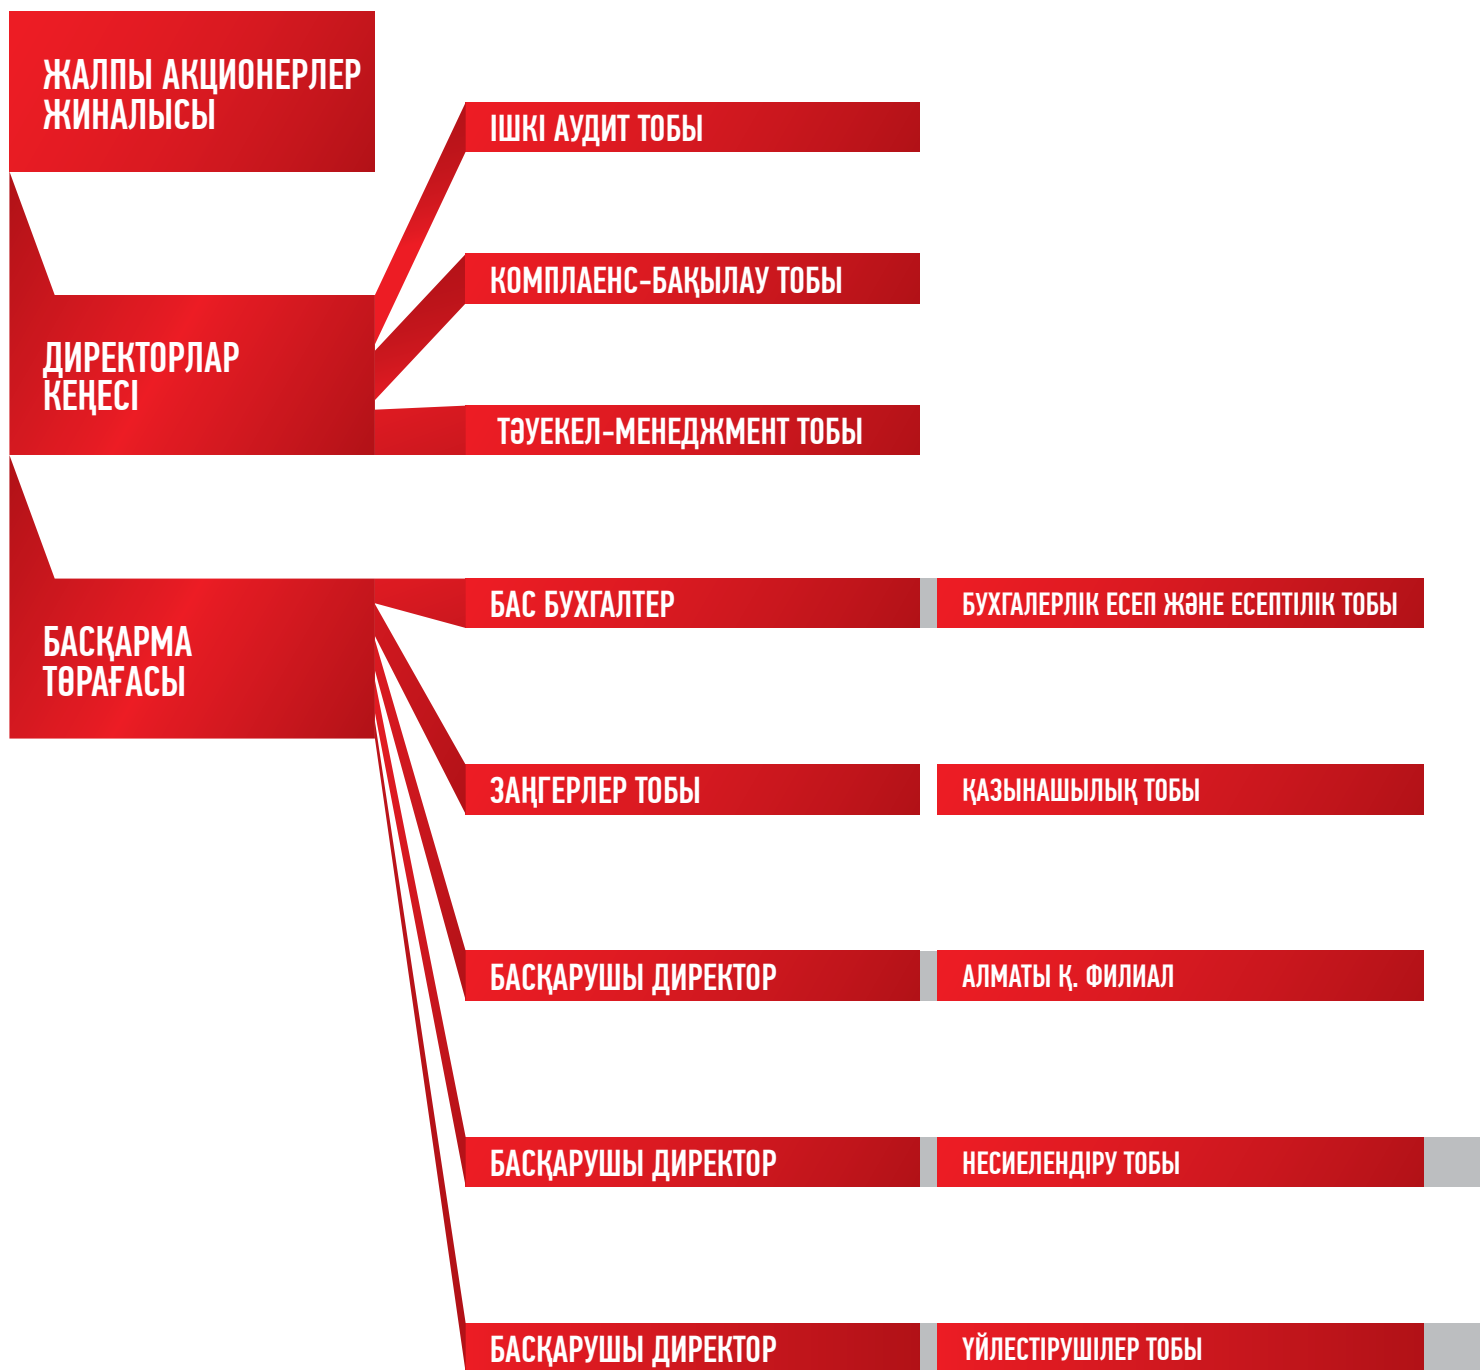 ЖАЛПЫ АКЦИОНЕРЛЕР
ЖИНАЛЫСЫ
ІШКІ АУДИТ ТОБЫ
КОМПЛАЕНС-БАҚЫЛАУ ТОБЫ
ДИРЕКТОРЛАР
КЕҢЕСІ
ТӘУЕКЕЛ-МЕНЕДЖМЕНТ ТОБЫ
БАС БУХГАЛТЕР
БУХГАЛЕРЛІК ЕСЕП ЖӘНЕ ЕСЕПТІЛІК ТОБЫ
БАСҚАРМА
ТӨРАҒАСЫ
ЗАҢГЕРЛЕР ТОБЫ
ҚАЗЫНАШЫЛЫҚ ТОБЫ
БАСҚАРУШЫ ДИРЕКТОР
АЛМАТЫ Қ. ФИЛИАЛ
БАСҚАРУШЫ ДИРЕКТОР
НЕСИЕЛЕНДІРУ ТОБЫ
БАСҚАРУШЫ ДИРЕКТОР
ҮЙЛЕСТІРУШІЛЕР ТОБЫ